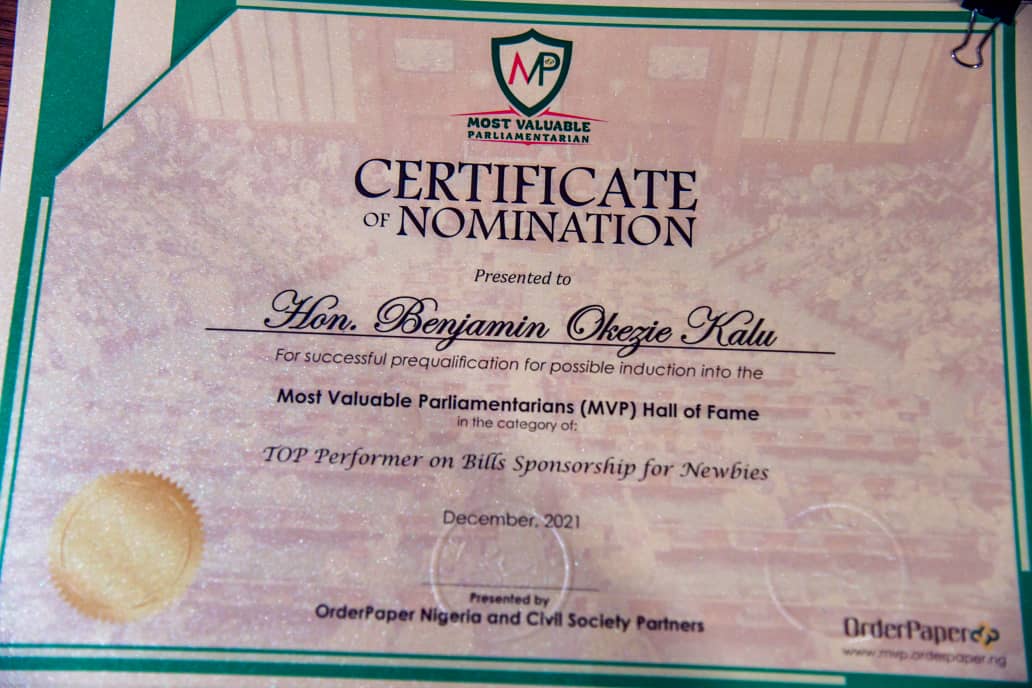 MP
MOST VALUABLE
PARLIAMENTARIAN
CERTIFICATE
OF NOMINATION
Presented to
Hon. Benjamin Okezie Kalu
For successful prequalification for possible induction into the
Most Valuable Parliamentarians (MVP) Hall of Fame
in the category of:
TOP Performer on Bills Sponsorship for Newbies
December, 2021
Presented by
OrderPaper Nigeria and Civil Society Partners
OrderPaper
www.mvp.orderpaper.ng